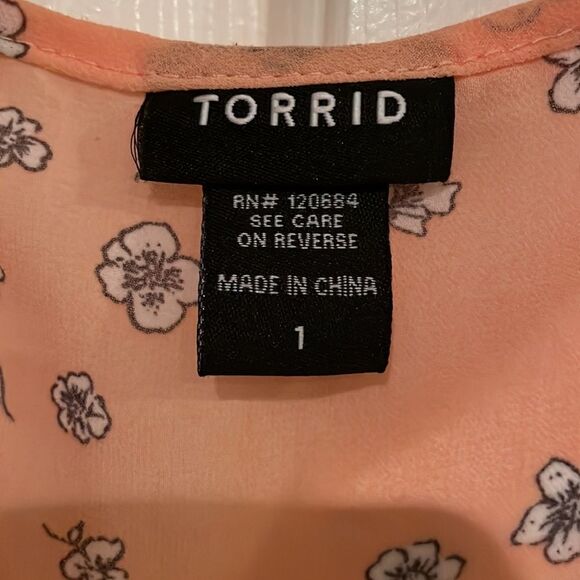 TORRID
RN# 120684
SEE CARE
ON REVERSE
MADE IN CHINA
1